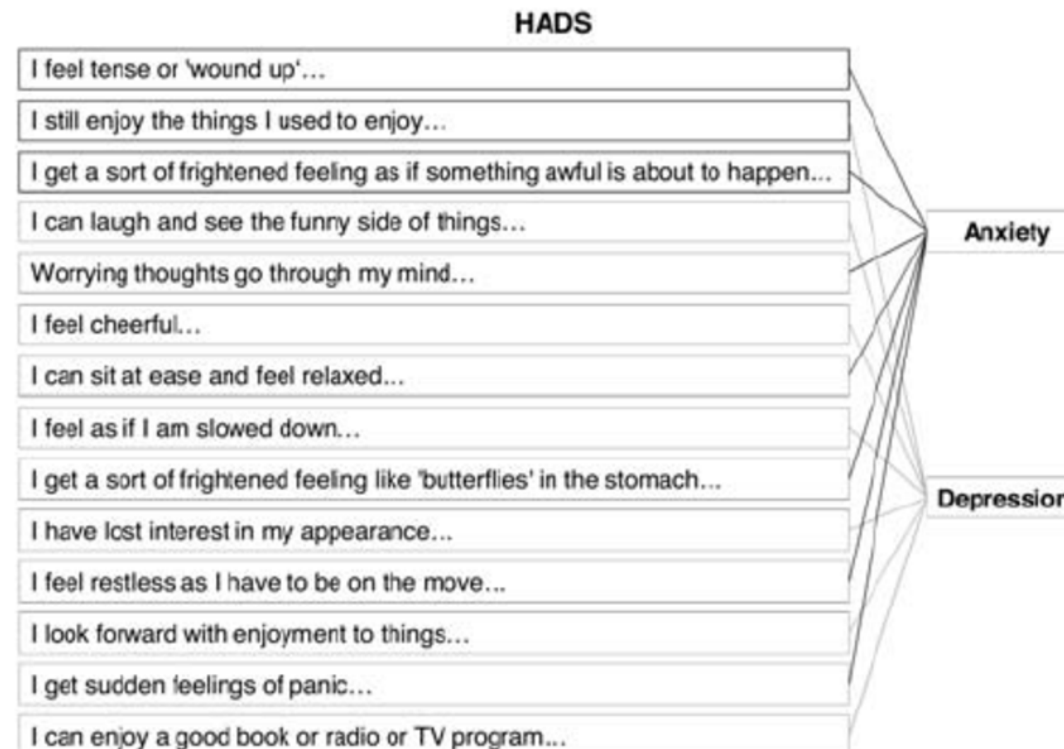 HADS
I feel tense or 'wound up'...
I still enjoy the things I used to enjoy...
I get a sort of frightened feeling as if something awful is about to happen...
I can laugh and see the funny side of things...
Anxiety
Worrying thoughts go through my mind...
I feel cheerful...
I can sit at ease and feel relaxed...
I feel as if I am slowed down...
I get a sort of frightened feeling like 'butterflies' in the stomach...
Depression
I have lost interest in my appearance...
I feel restless as I have to be on the move...
I look forward with enjoyment to things...
I get sudden feelings of panic...
I can enjoy a good book or radio or TV program...